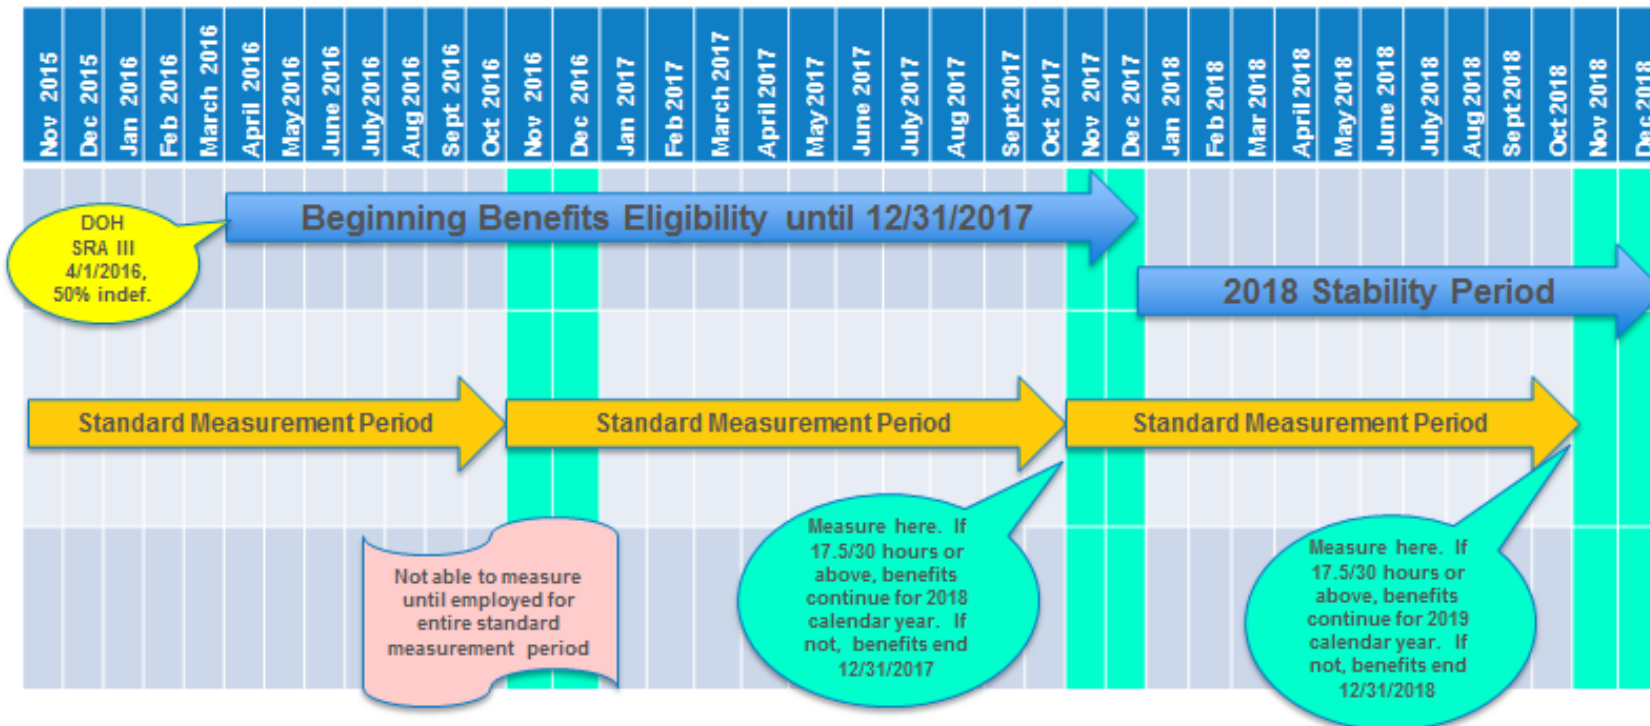 Nov 2015
Dec 2015
Jan 2016
Feb 2016
March 2016
April 2016
May 2016
June 2016
July 2016
Aug 2016
Sept 2016
Oct 2016
Nov 2016
Dec 2016
Jan 2017
Feb 2017
March 2017
April 2017
May 2017
June 2017
July 2017
Aug 2017
Sept 2017
Oct 2017
Nov 2017
Dec 2017
Jan 2018
Feb 2018
Mar 2018
April 2018
May 2018
June 2018
July 2018
Aug 2018
Sept 2018
Oct 2018
Nov 2018
Dec 2018
DOH
SRA III
4/1/2016,
50% indef.
Beginning Benefits Eligibility until 12/31/2017
2018 Stability Period
Standard Measurement Period
Standard Measurement Period
Standard Measurement Period
Not able to measure
until employed for
entire standard
measurement period
Measure here. If
17.5/30 hours or
above, benefits
continue for 2018
calendar year. If
not, benefits end
12/31/2017
Measure here. If
17.5/30 hours or
above, benefits
continue for 2019
calendar year. If
not, benefits end
12/31/2018